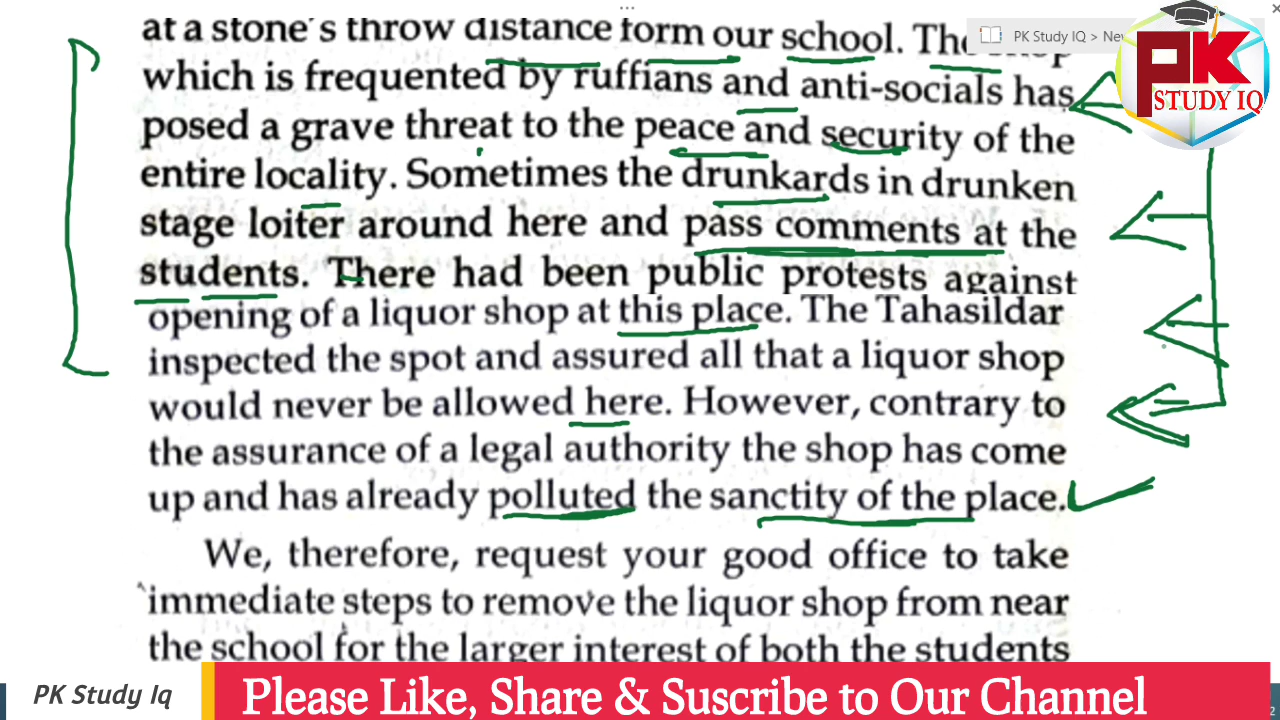 at a stone's throw distance form our school. The
PK Study IQ >
which is frequented by ruffians and anti-socials has
posed a grave threat to the peace and security of the
entire locality. Sometimes the drunkards in drunken
stage loiter around here and pass comments at the
students. There had been public protests against
opening of a liquor shop at this place. The Tahasildar
inspected the spot and assured all that a liquor shop
would never be allowed here. However, contrary to
the assurance of a legal authority the shop has come
up and has already polluted the sanctity of the place.
We, therefore, request your good office to take
immediate steps to remove the liquor shop from near
the school for the larger interest of both the students
PK
STUDY IQ
PK Study Iq
Please Like, Share & Suscribe to Our Channel